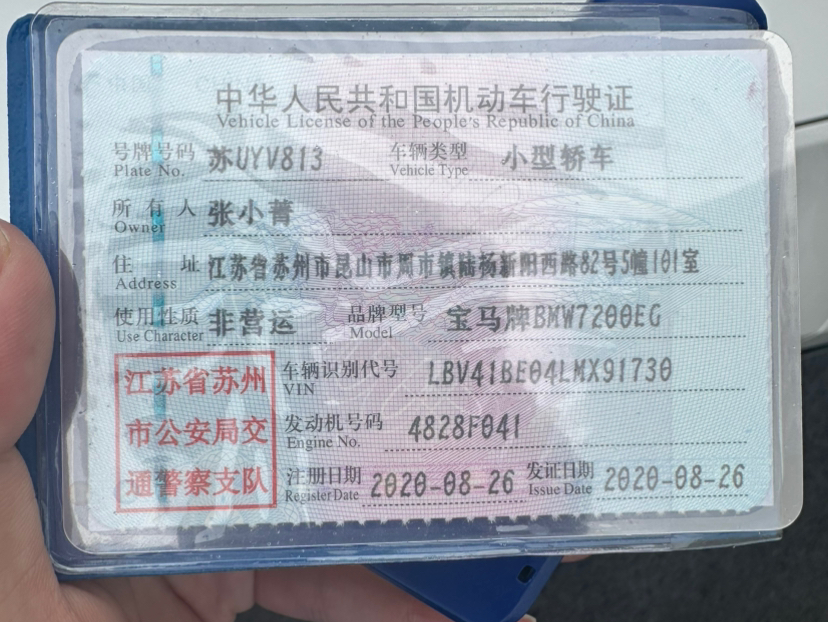 中华人民共和国机动车行驶证
Vehicle License of the People's Republic of China
号牌号码 苏UYV813 车辆类型 小型轿车
Plate No. Vehicle Type
所有人 张小菁
Owner
住址 江苏省苏州市昆山市周市镇陆杨新阳西路82号5幢101室
Address
使用性质 非营运 品牌型号 宝马牌BMW7200EG
Use Character Model
江苏省苏州 车辆识别代号 LBV41BE04LMX91730
VIN
市公安局交 发动机号码 4828F041
Engine No.
通警察支队 注册日期 2020-08-26 发证日期 2020-08-26
Register Date Issue Date